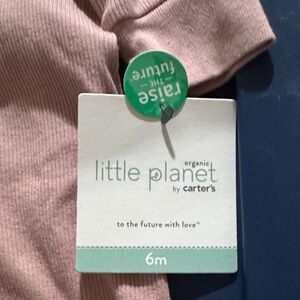 raise
— THE —
future
organic
little planet
by carter's
to the future with love™
6m